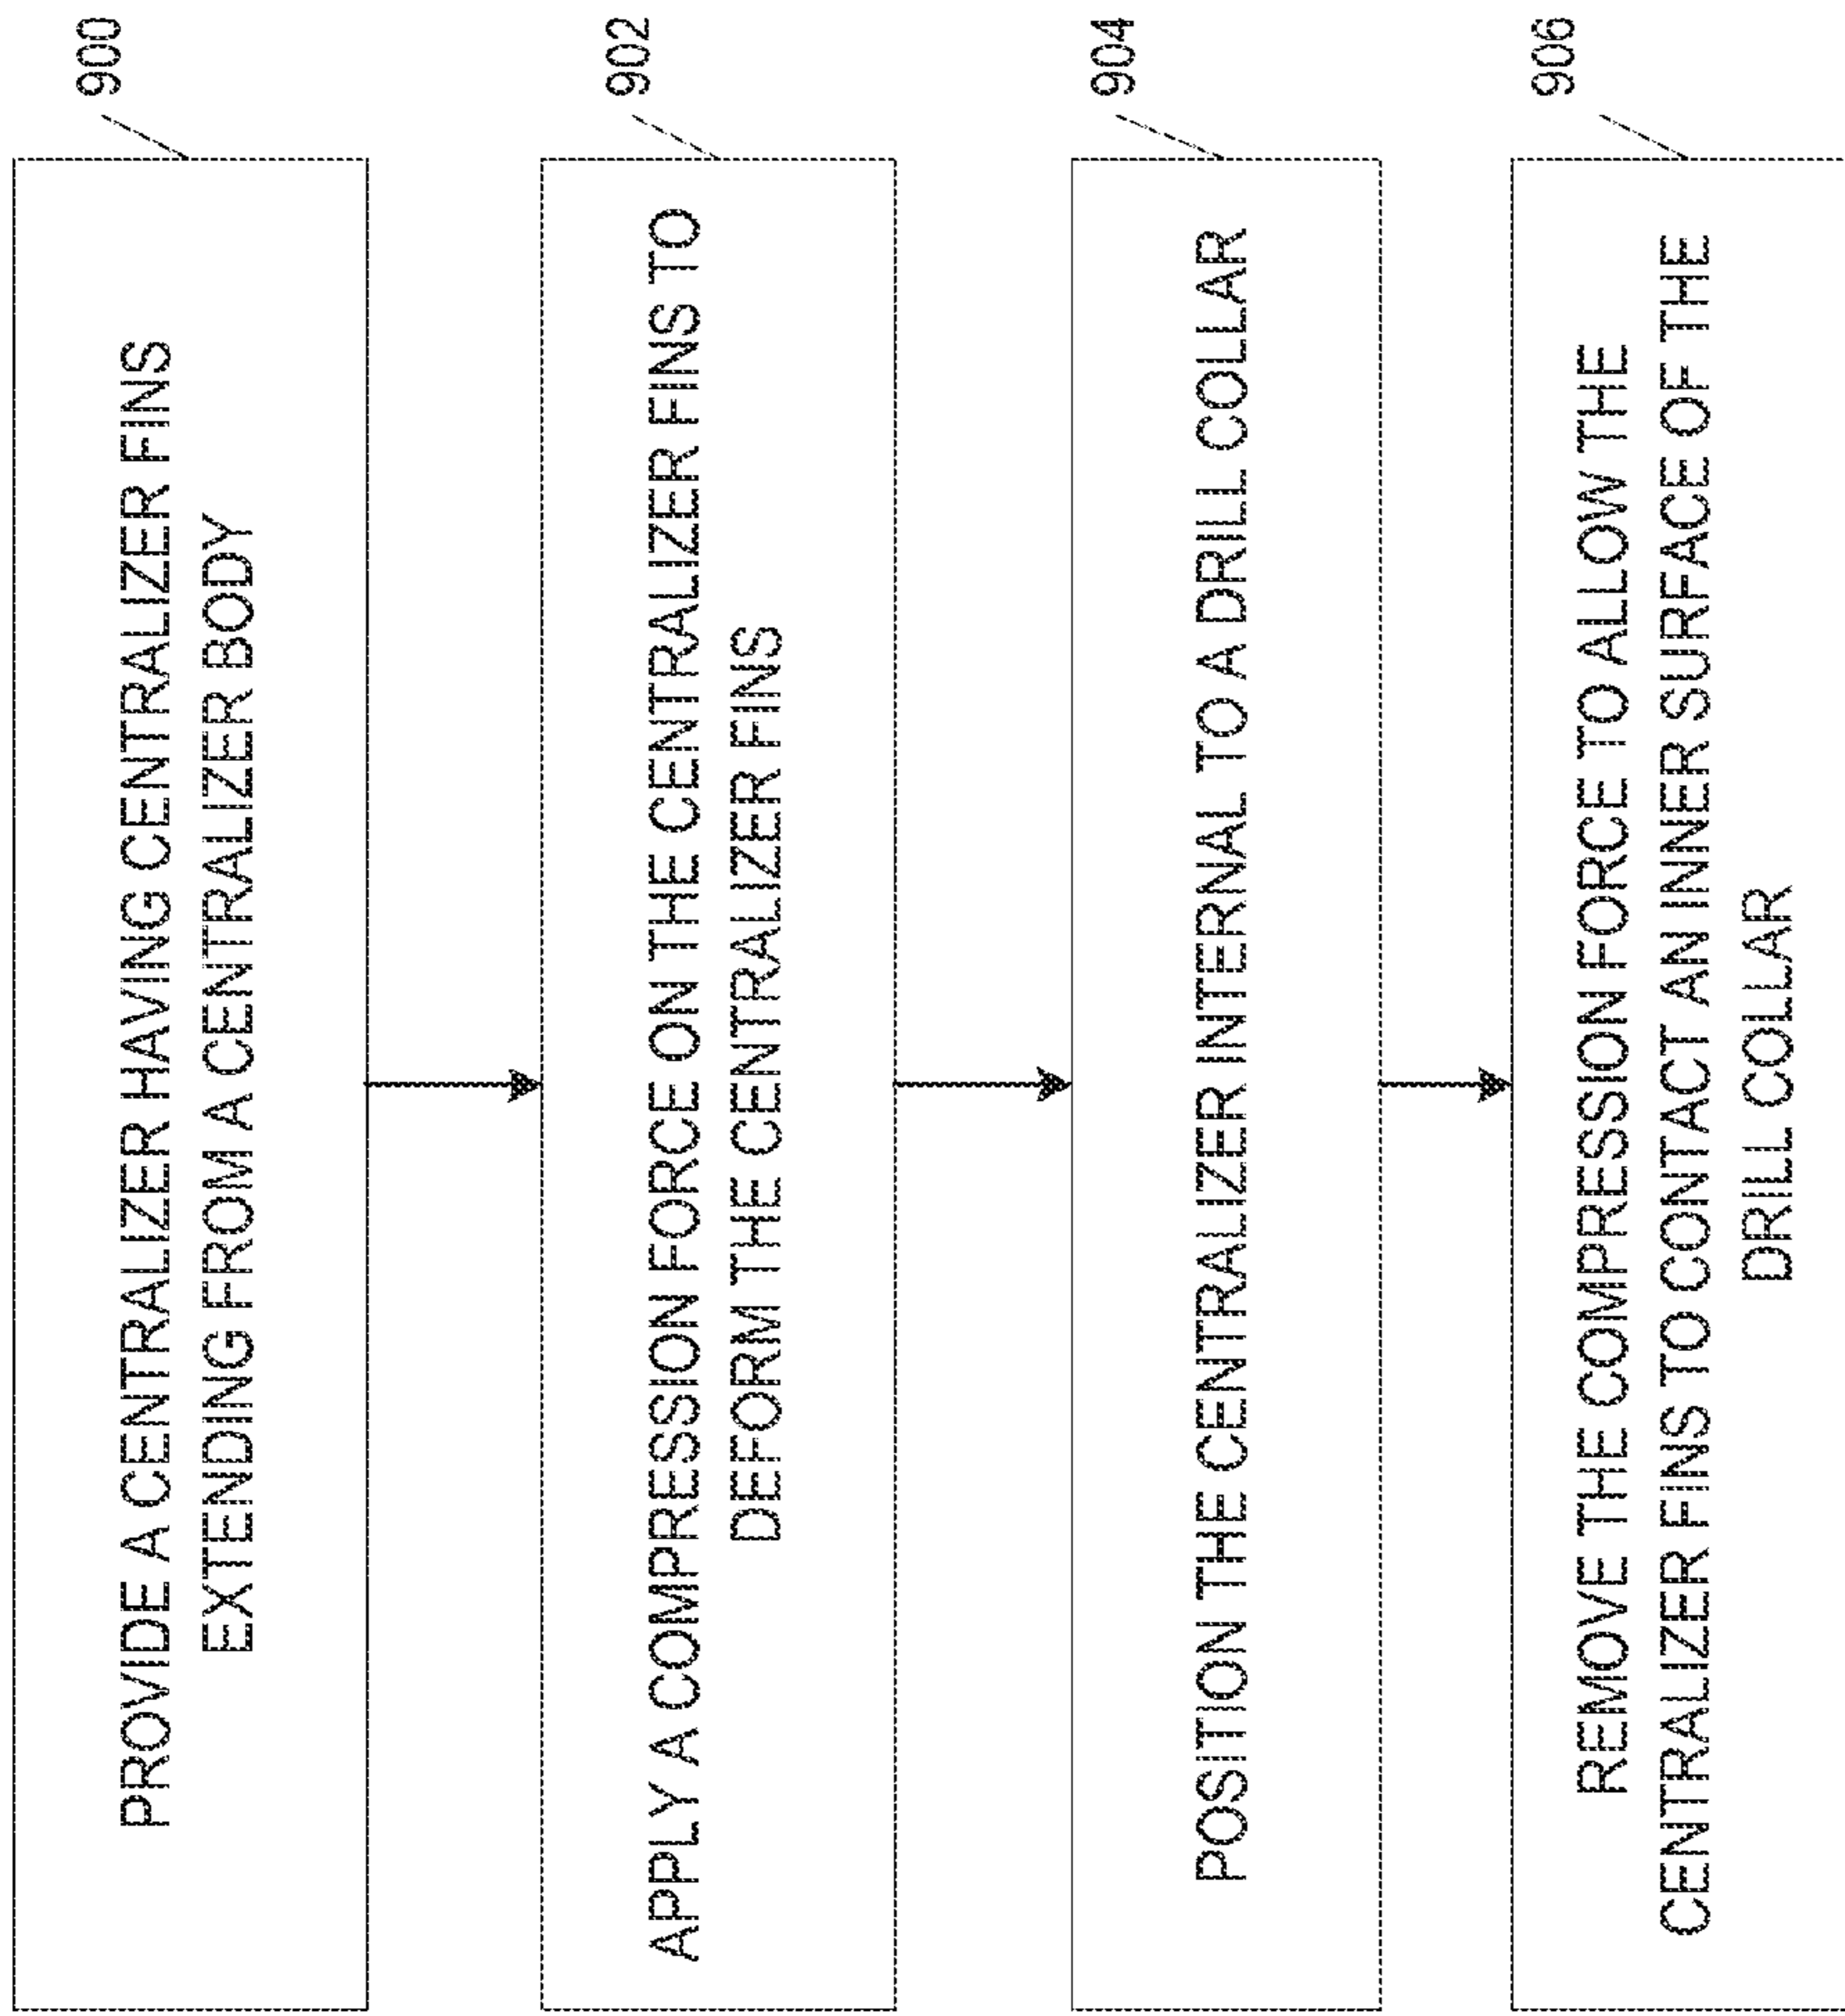 PROVIDE A CENTRALIZER HAVING CENTRALIZER FINS
EXTENDING FROM A CENTRALIZER BODY
900
APPLY A COMPRESSION FORCE ON THE CENTRALIZER FINS TO
DEFORM THE CENTRALIZER FINS
902
POSITION THE CENTRALIZER INTERNAL TO A DRILL COLLAR
904
REMOVE THE COMPRESSION FORCE TO ALLOW THE
CENTRALIZER FINS TO CONTACT AN INNER SURFACE OF THE
DRILL COLLAR
906